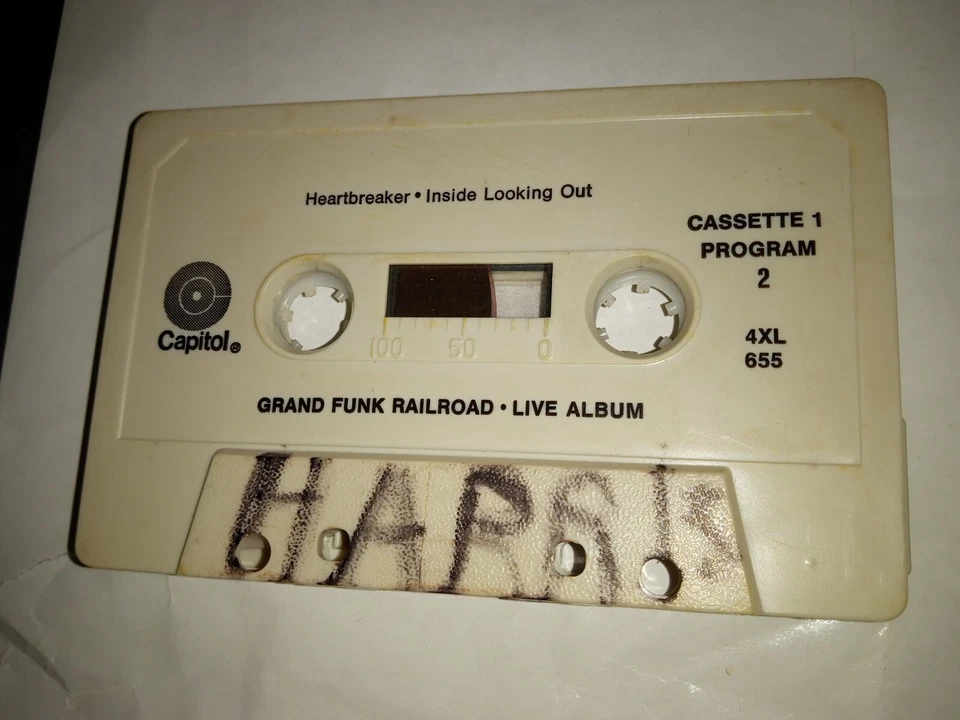 Heartbreaker • Inside Looking Out
CASSETTE 1
PROGRAM
2
Capitol®
100 50 0
4XL
655
GRAND FUNK RAILROAD • LIVE ALBUM